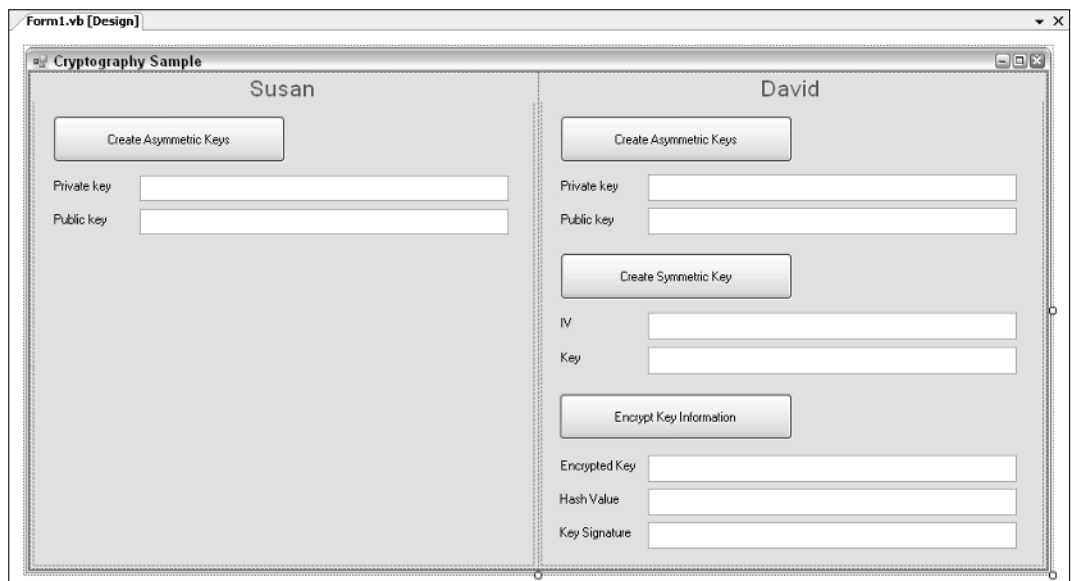 Form1.vb [Design]
Cryptography Sample
Susan
Create Asymmetric Keys
Private key
Public key
David
Create Asymmetric Keys
Private key
Public key
Create Symmetric Key
IV
Key
Encrypt Key Information
Encrypted Key
Hash Value
Key Signature